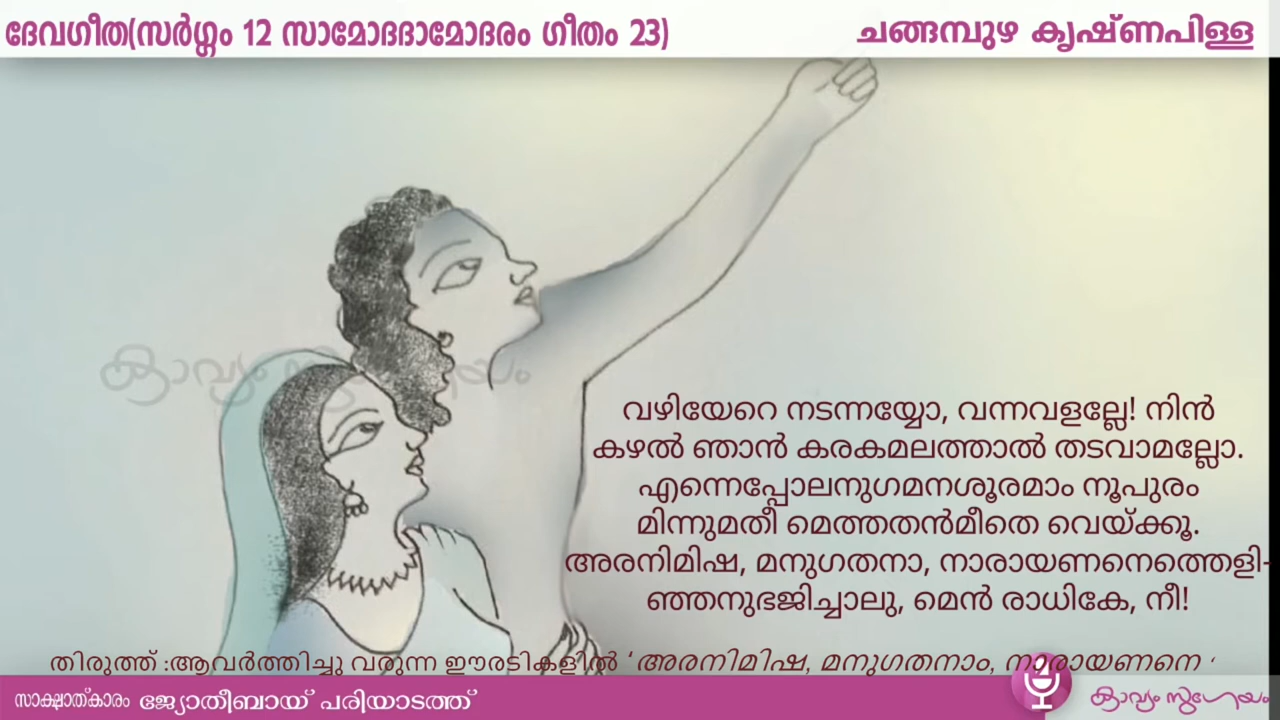 ദേവഗീത(സർഗ്ഗം 12 സാമോദദാമോദരം ഗീതം 23)
ചങ്ങമ്പുഴ കൃഷ്ണപിള്ള
കാവ്യം സുഗേയം
വഴിയേറെ നടന്നയ്യോ, വന്നവളല്ലേ! നിൻ
കഴൽ ഞാൻ കരകമലത്താൽ തടവാമല്ലോ.
എന്നെപ്പോലനുഗമനശൂരമാം നൂപുരം
മിന്നുമതീ മെത്തതൻമീതെ വെയ്ക്കൂ.
അരനിമിഷ, മനുഗതനാ, നാരായണനെത്തെളി-
ഞ്ഞനുഭജിച്ചാലു, മെൻ രാധികേ, നീ!
തിരുത്ത് :ആവർത്തിച്ചു വരുന്ന ഈരടികളിൽ ' അരനിമിഷ, മനുഗതനാം, നാരായണനെ '
സാക്ഷാത്കാരം ജ്യോതീബായ് പരിയാടത്ത്
കാവ്യം സുഗേയം